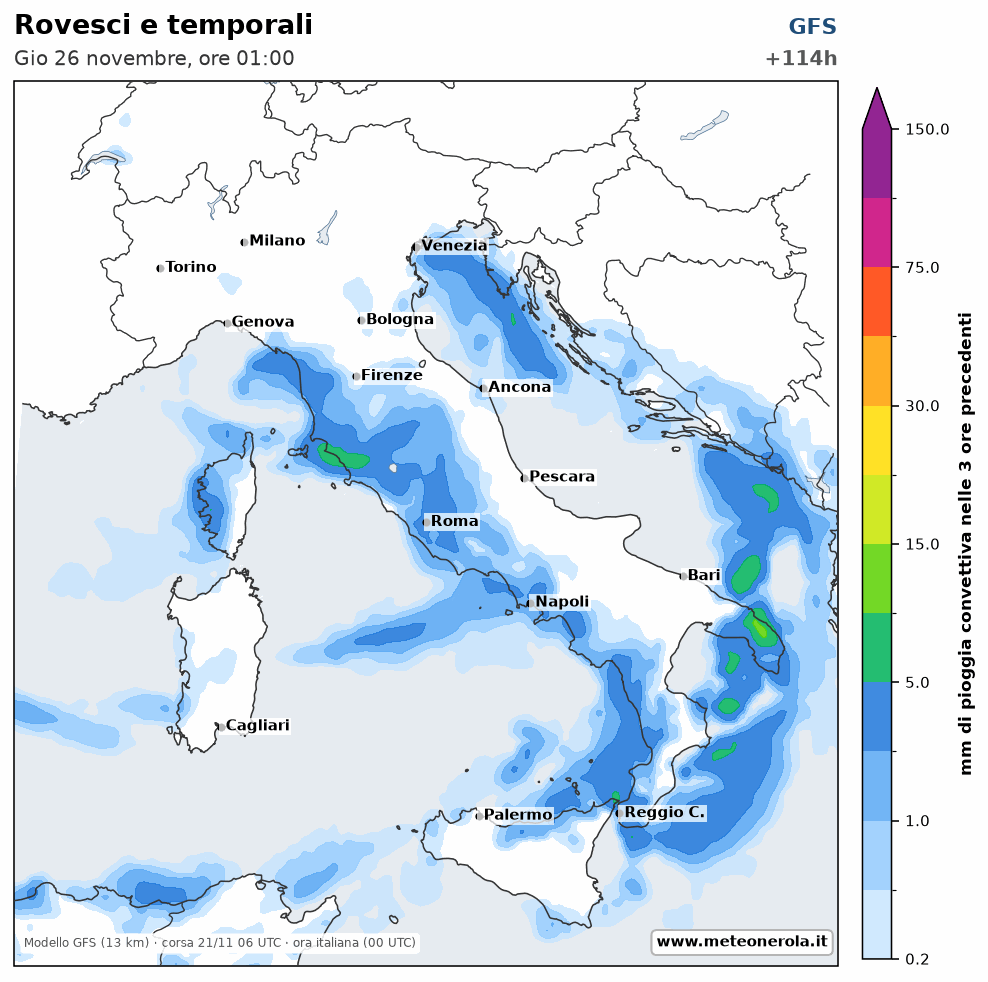 Rovesci e temporali
GFS
Gio 26 novembre, ore 01:00
+114h
Milano
Venezia
Torino
Genova
Bologna
Firenze
Ancona
Pescara
Roma
Bari
Napoli
Cagliari
Palermo
Reggio C.
Modello GFS (13 km) · corsa 21/11 06 UTC · ora italiana (00 UTC)
www.meteonerola.it
150.0
75.0
30.0
15.0
5.0
1.0
0.2
mm di pioggia convettiva nelle 3 ore precedenti